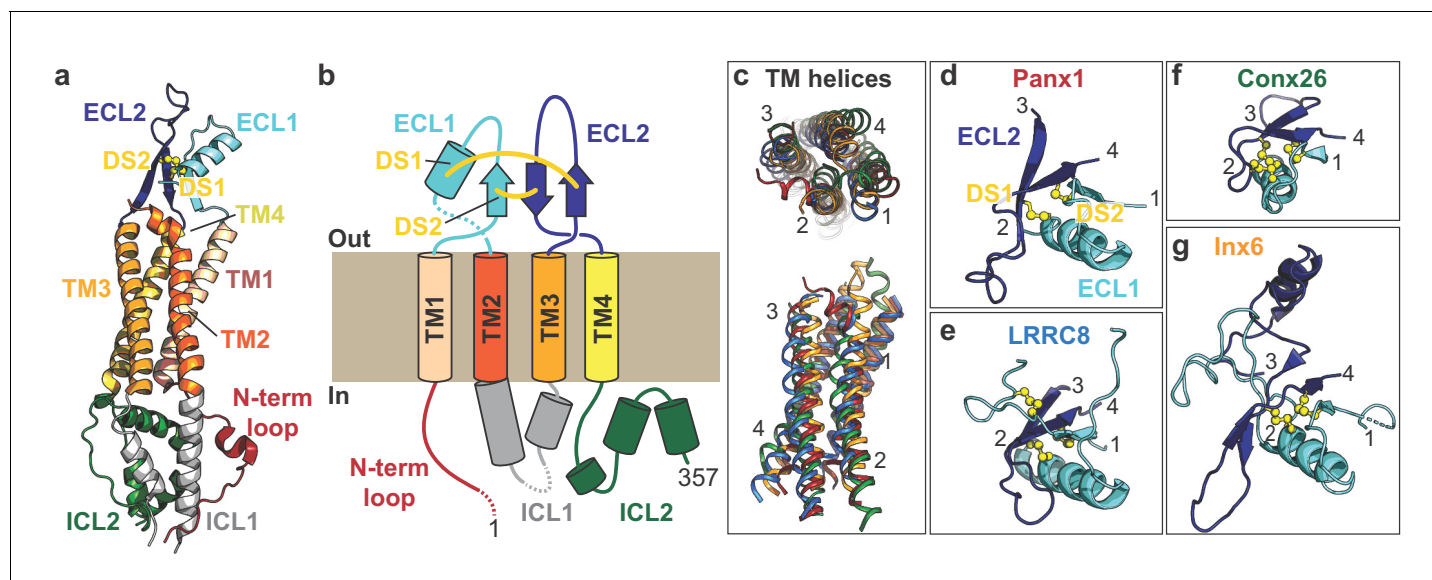 a
ECL2
ECL1
DS2
DS1
TM4
TM3
TM1
TM2
N-term
loop
ICL2
ICL1
b
ECL1
ECL2
DS1
DS2
Out
TM1
TM2
TM3
TM4
In
N-term
loop
1
ICL1
ICL2
357
c
TM helices
3
4
2
1
3
1
4
2
d
Panx1
3
ECL2
4
DS1
DS2
1
2
ECL1
e
LRRC8
3
4
2
1
f
Conx26
3
4
2
1
g
Inx6
3
4
2
1